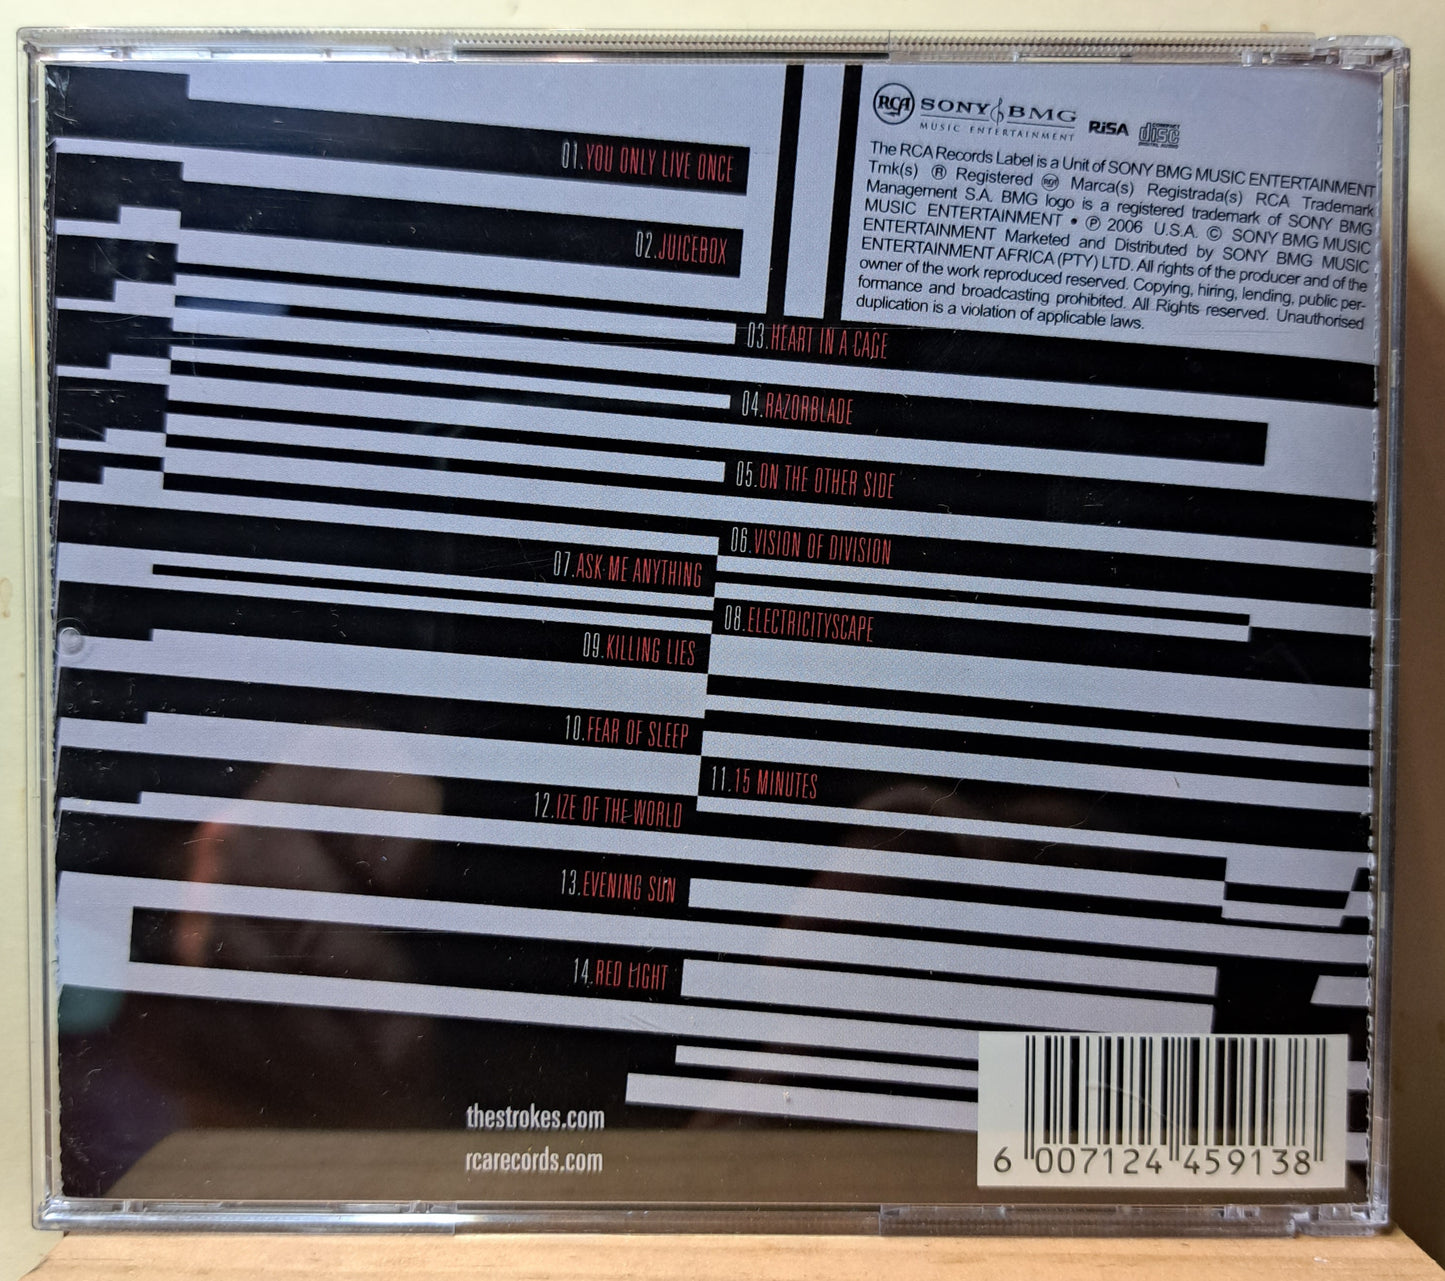 RCA SONY BMG
MUSIC ENTERTAINMENT
RiSA
COMPACT
disc
DIGITAL AUDIO
The RCA Records Label is a Unit of SONY BMG MUSIC ENTERTAINMENT
Tmk(s) ® Registered RCA Marca(s) Registrada(s) RCA Trademark
Management S.A. BMG logo is a registered trademark of SONY BMG
MUSIC ENTERTAINMENT • ℗ 2006 U.S.A. © SONY BMG MUSIC
ENTERTAINMENT Marketed and Distributed by SONY BMG MUSIC
ENTERTAINMENT AFRICA (PTY) LTD. All rights of the producer and of the
owner of the work reproduced reserved. Copying, hiring, lending, public per-
formance and broadcasting prohibited. All Rights reserved. Unauthorised
duplication is a violation of applicable laws.
01.YOU ONLY LIVE ONCE
02.JUICEBOX
03.HEART IN A CAGE
04.RAZORBLADE
05.ON THE OTHER SIDE
06.VISION OF DIVISION
07.ASK ME ANYTHING
08.ELECTRICITYSCAPE
09.KILLING LIES
10.FEAR OF SLEEP
11.15 MINUTES
12.IZE OF THE WORLD
13.EVENING SUN
14.RED LIGHT
thestrokes.com
rcarecords.com
6 007124 459138